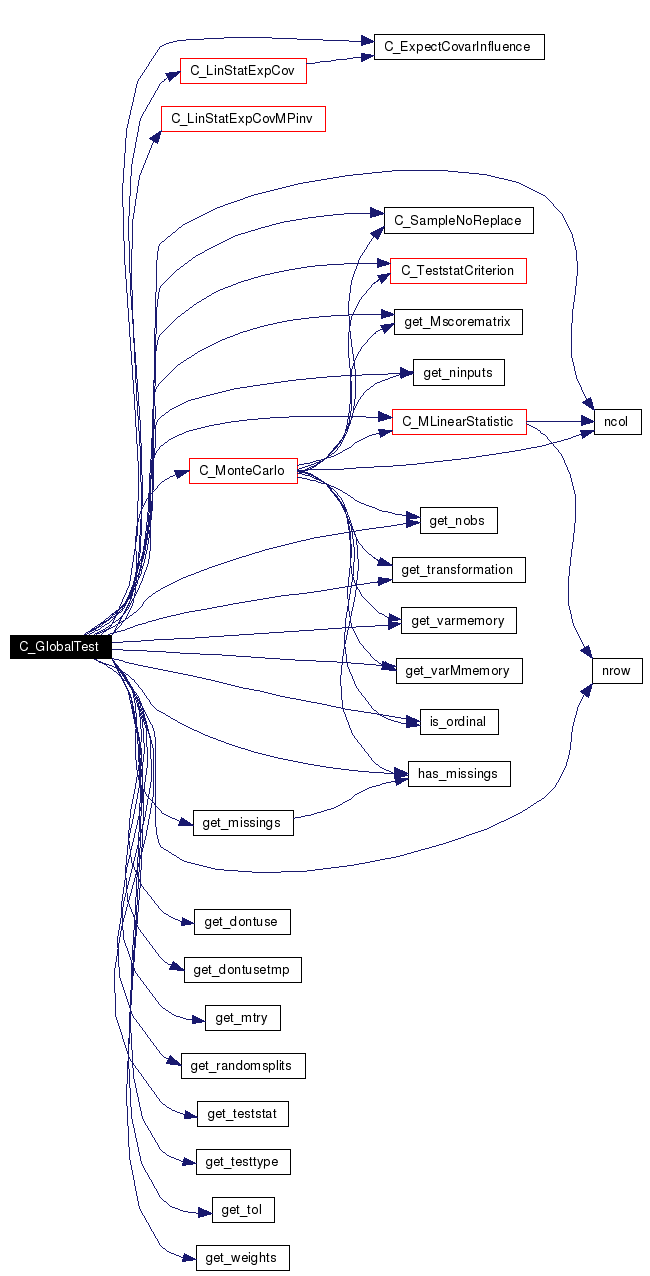 C_ExpectCovarInfluence
C_LinStatExpCov
C_LinStatExpCovMPinv
C_SampleNoReplace
C_TeststatCriterion
get_Mscorematrix
get_ninputs
C_MLinearStatistic
ncol
C_MonteCarlo
get_nobs
get_transformation
get_varmemory
C_GlobalTest
get_varMmemory
nrow
is_ordinal
has_missings
get_missings
get_dontuse
get_dontusetmp
get_mtry
get_randomsplits
get_teststat
get_testtype
get_tol
get_weights